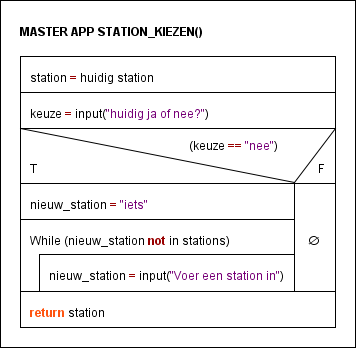 MASTER APP STATION_KIEZEN()
station = huidig station
keuze = input("huidig ja of nee?")
(keuze == "nee")
T F
nieuw_station = "iets"
While (nieuw_station not in stations)
∅
nieuw_station = input("Voer een station in")
return station